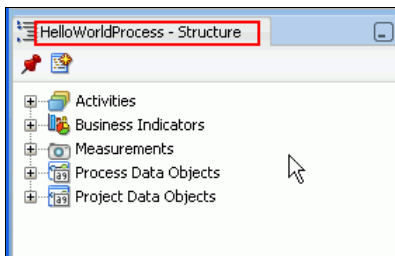 HelloWorldProcess - Structure
Activities
Business Indicators
Measurements
Process Data Objects
Project Data Objects